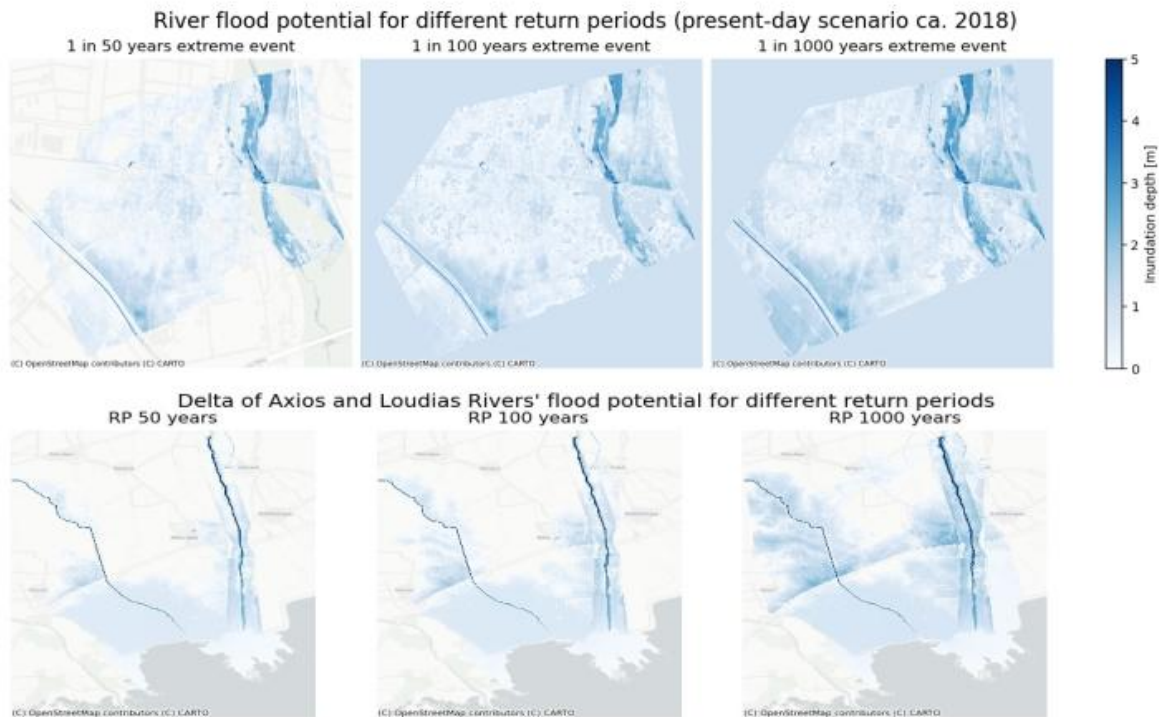 River flood potential for different return periods (present-day scenario ca. 2018)
1 in 50 years extreme event
1 in 100 years extreme event
1 in 1000 years extreme event
5
4
3
2
1
0
Inundation depth [m]
(C) OpenStreetMap contributors (C) CARTO
(C) OpenStreetMap contributors (C) CARTO
(C) OpenStreetMap contributors (C) CARTO
Delta of Axios and Loudias Rivers' flood potential for different return periods
RP 50 years
RP 100 years
RP 1000 years
(C) OpenStreetMap contributors (C) CARTO
(C) OpenStreetMap contributors (C) CARTO
(C) OpenStreetMap contributors (C) CARTO